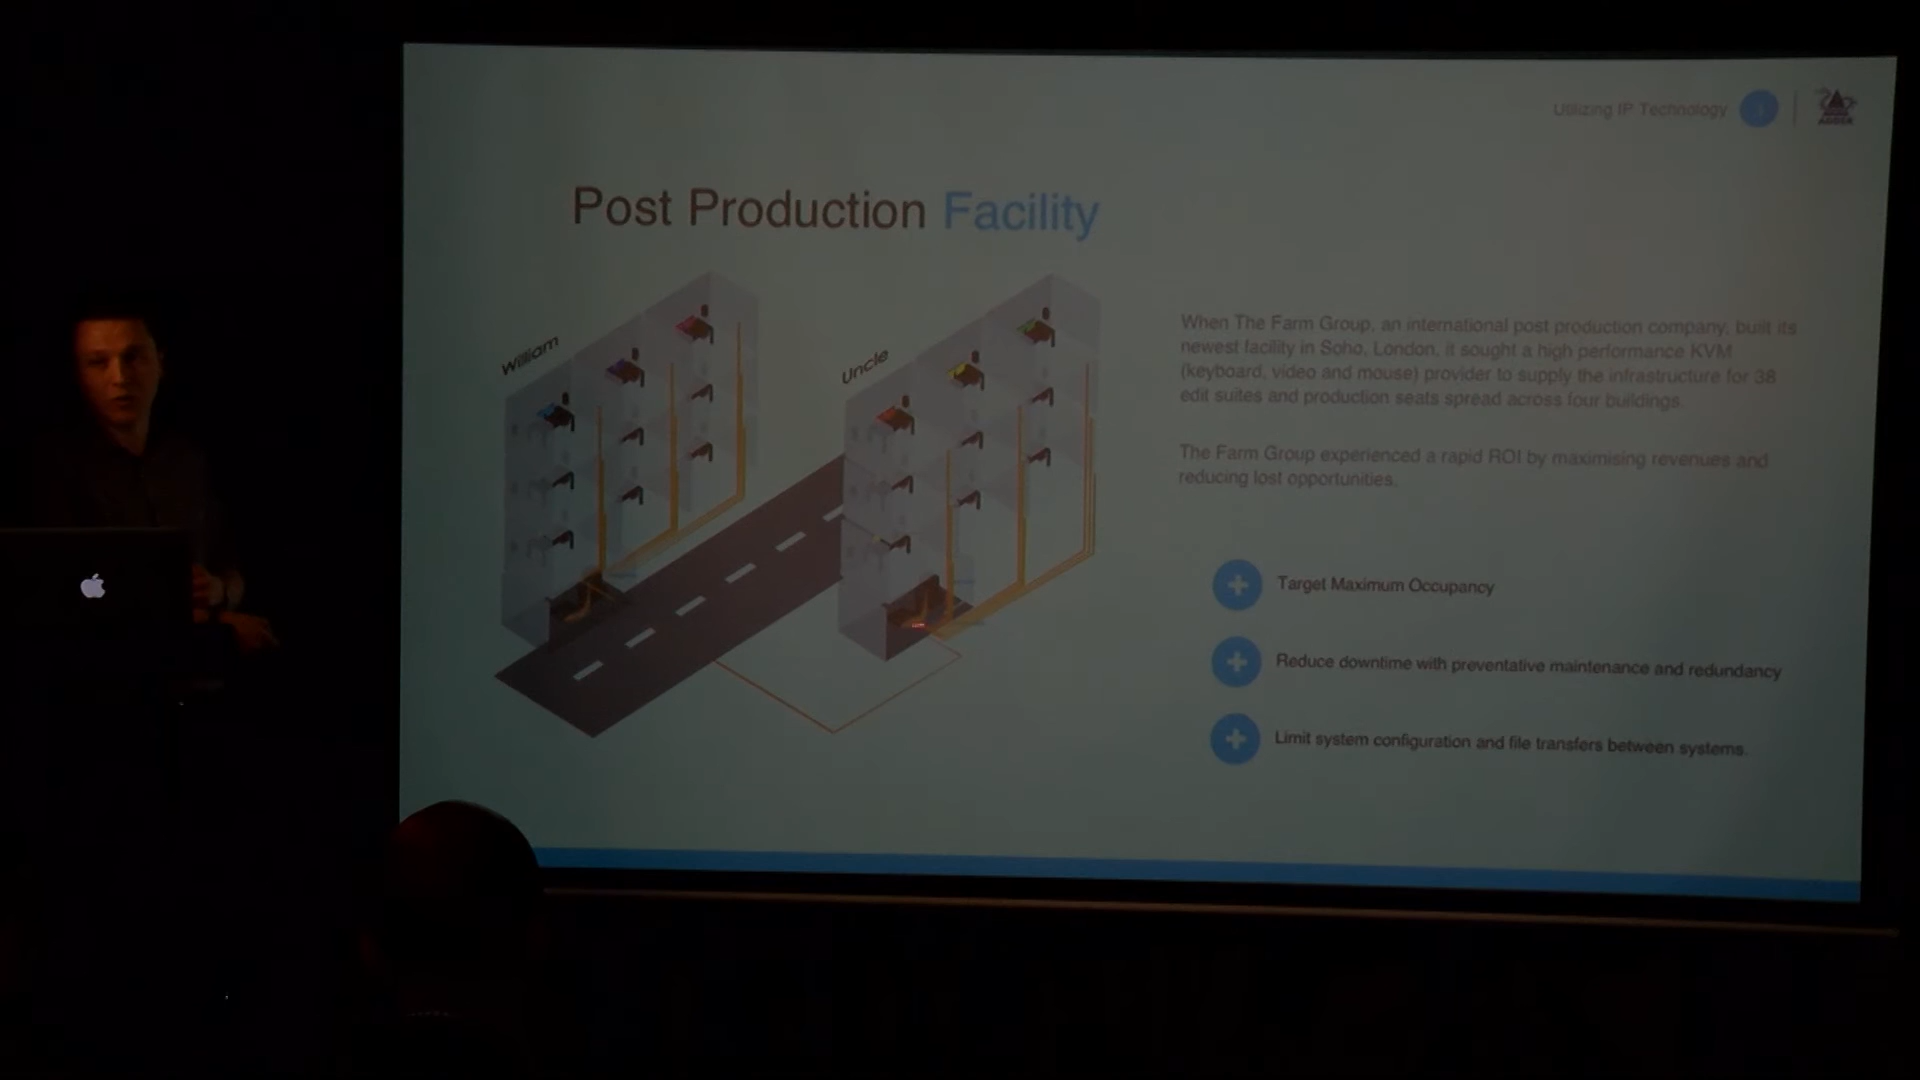 Utilizing IP Technology
ADDER
Post Production Facility
William
Uncle
When The Farm Group, an international post production company, built its
newest facility in Soho, London, it sought a high performance KVM
(keyboard, video and mouse) provider to supply the infrastructure for 38
edit suites and production seats spread across four buildings.
The Farm Group experienced a rapid ROI by maximising revenues and
reducing lost opportunities.
Target Maximum Occupancy
Reduce downtime with preventative maintenance and redundancy
Limit system configuration and file transfers between systems.